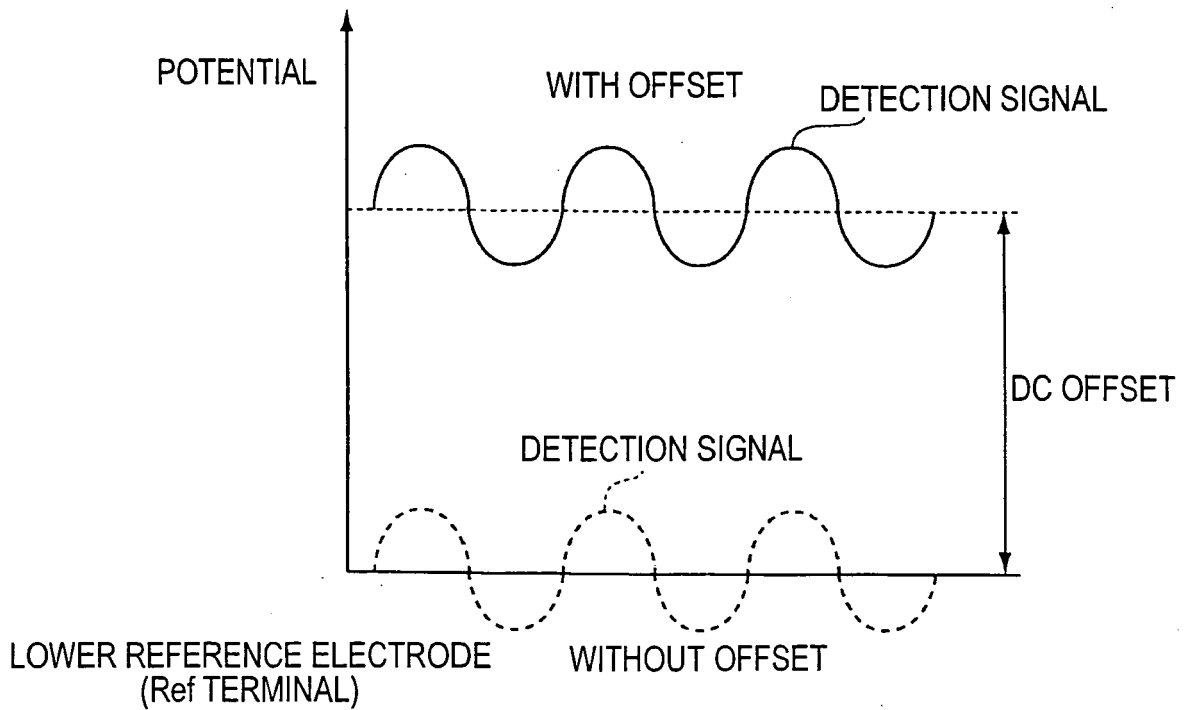 POTENTIAL
WITH OFFSET
DETECTION SIGNAL
DC OFFSET
DETECTION SIGNAL
LOWER REFERENCE ELECTRODE
(Ref TERMINAL)
WITHOUT OFFSET